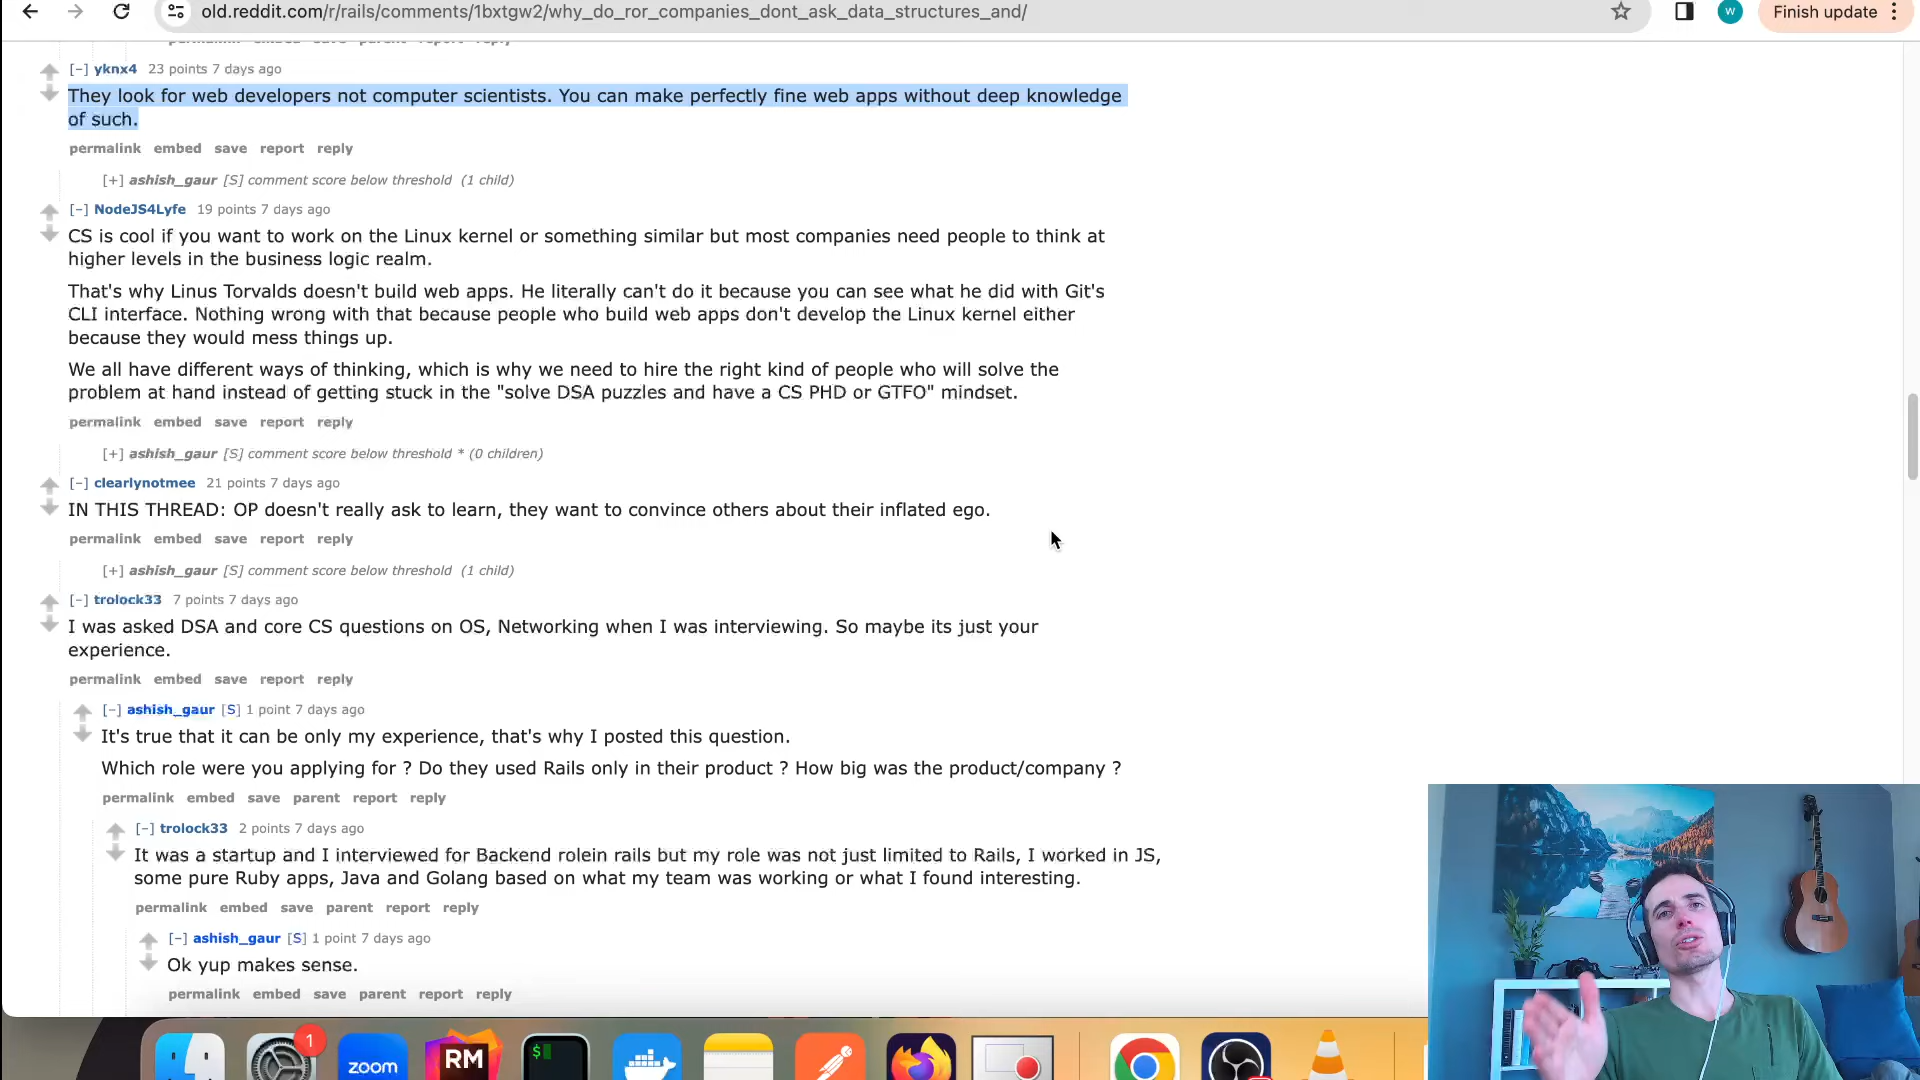 old.reddit.com/r/rails/comments/1bxtgw2/why_do_ror_companies_dont_ask_data_structures_and/
w
Finish update
permalink embed save parent report reply
[-] yknx4 23 points 7 days ago
They look for web developers not computer scientists. You can make perfectly fine web apps without deep knowledge
of such.
permalink embed save report reply
[+] ashish_gaur [S] comment score below threshold (1 child)
[-] NodeJS4Lyfe 19 points 7 days ago
CS is cool if you want to work on the Linux kernel or something similar but most companies need people to think at
higher levels in the business logic realm.
That's why Linus Torvalds doesn't build web apps. He literally can't do it because you can see what he did with Git's
CLI interface. Nothing wrong with that because people who build web apps don't develop the Linux kernel either
because they would mess things up.
We all have different ways of thinking, which is why we need to hire the right kind of people who will solve the
problem at hand instead of getting stuck in the "solve DSA puzzles and have a CS PHD or GTFO" mindset.
permalink embed save report reply
[+] ashish_gaur [S] comment score below threshold * (0 children)
[-] clearlynotmee 21 points 7 days ago
IN THIS THREAD: OP doesn't really ask to learn, they want to convince others about their inflated ego.
permalink embed save report reply
[+] ashish_gaur [S] comment score below threshold (1 child)
[-] trolock33 7 points 7 days ago
I was asked DSA and core CS questions on OS, Networking when I was interviewing. So maybe its just your
experience.
permalink embed save report reply
[-] ashish_gaur [S] 1 point 7 days ago
It's true that it can be only my experience, that's why I posted this question.
Which role were you applying for ? Do they used Rails only in their product ? How big was the product/company ?
permalink embed save parent report reply
[-] trolock33 2 points 7 days ago
It was a startup and I interviewed for Backend rolein rails but my role was not just limited to Rails, I worked in JS,
some pure Ruby apps, Java and Golang based on what my team was working or what I found interesting.
permalink embed save parent report reply
[-] ashish_gaur [S] 1 point 7 days ago
Ok yup makes sense.
permalink embed save parent report reply
1
zoom
RM
$